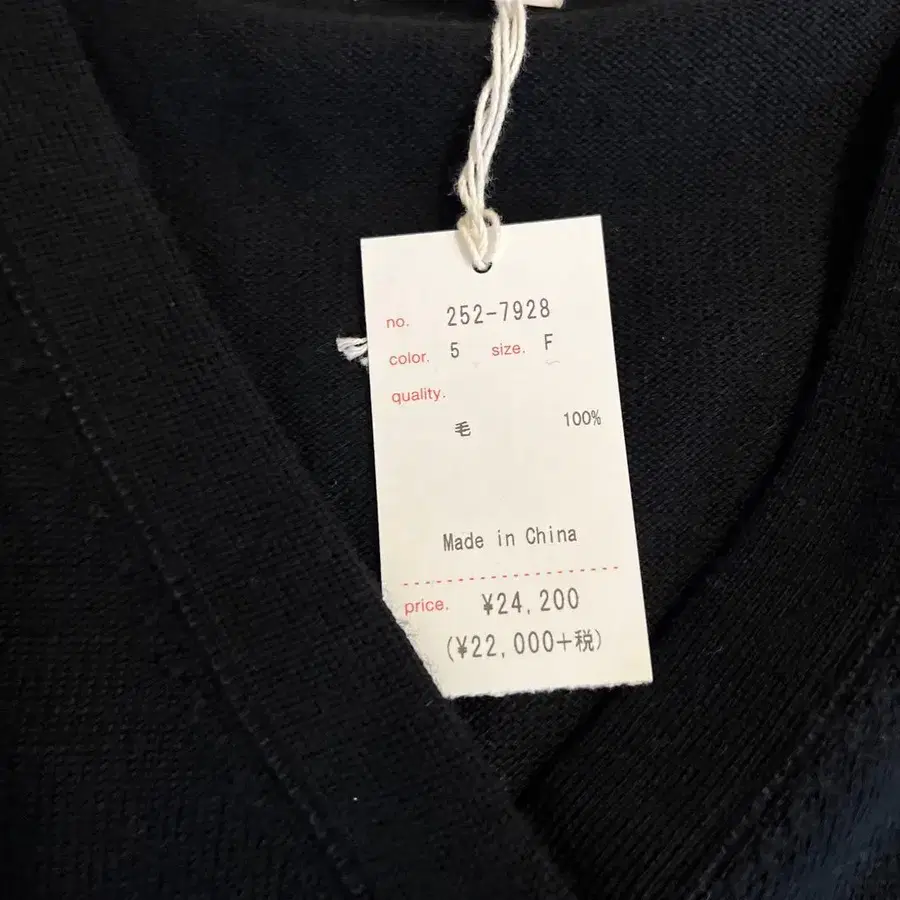 no. 252-7928
color. 5 size. F
quality.
毛 100%
Made in China
price. ¥24,200
(¥22,000+税)